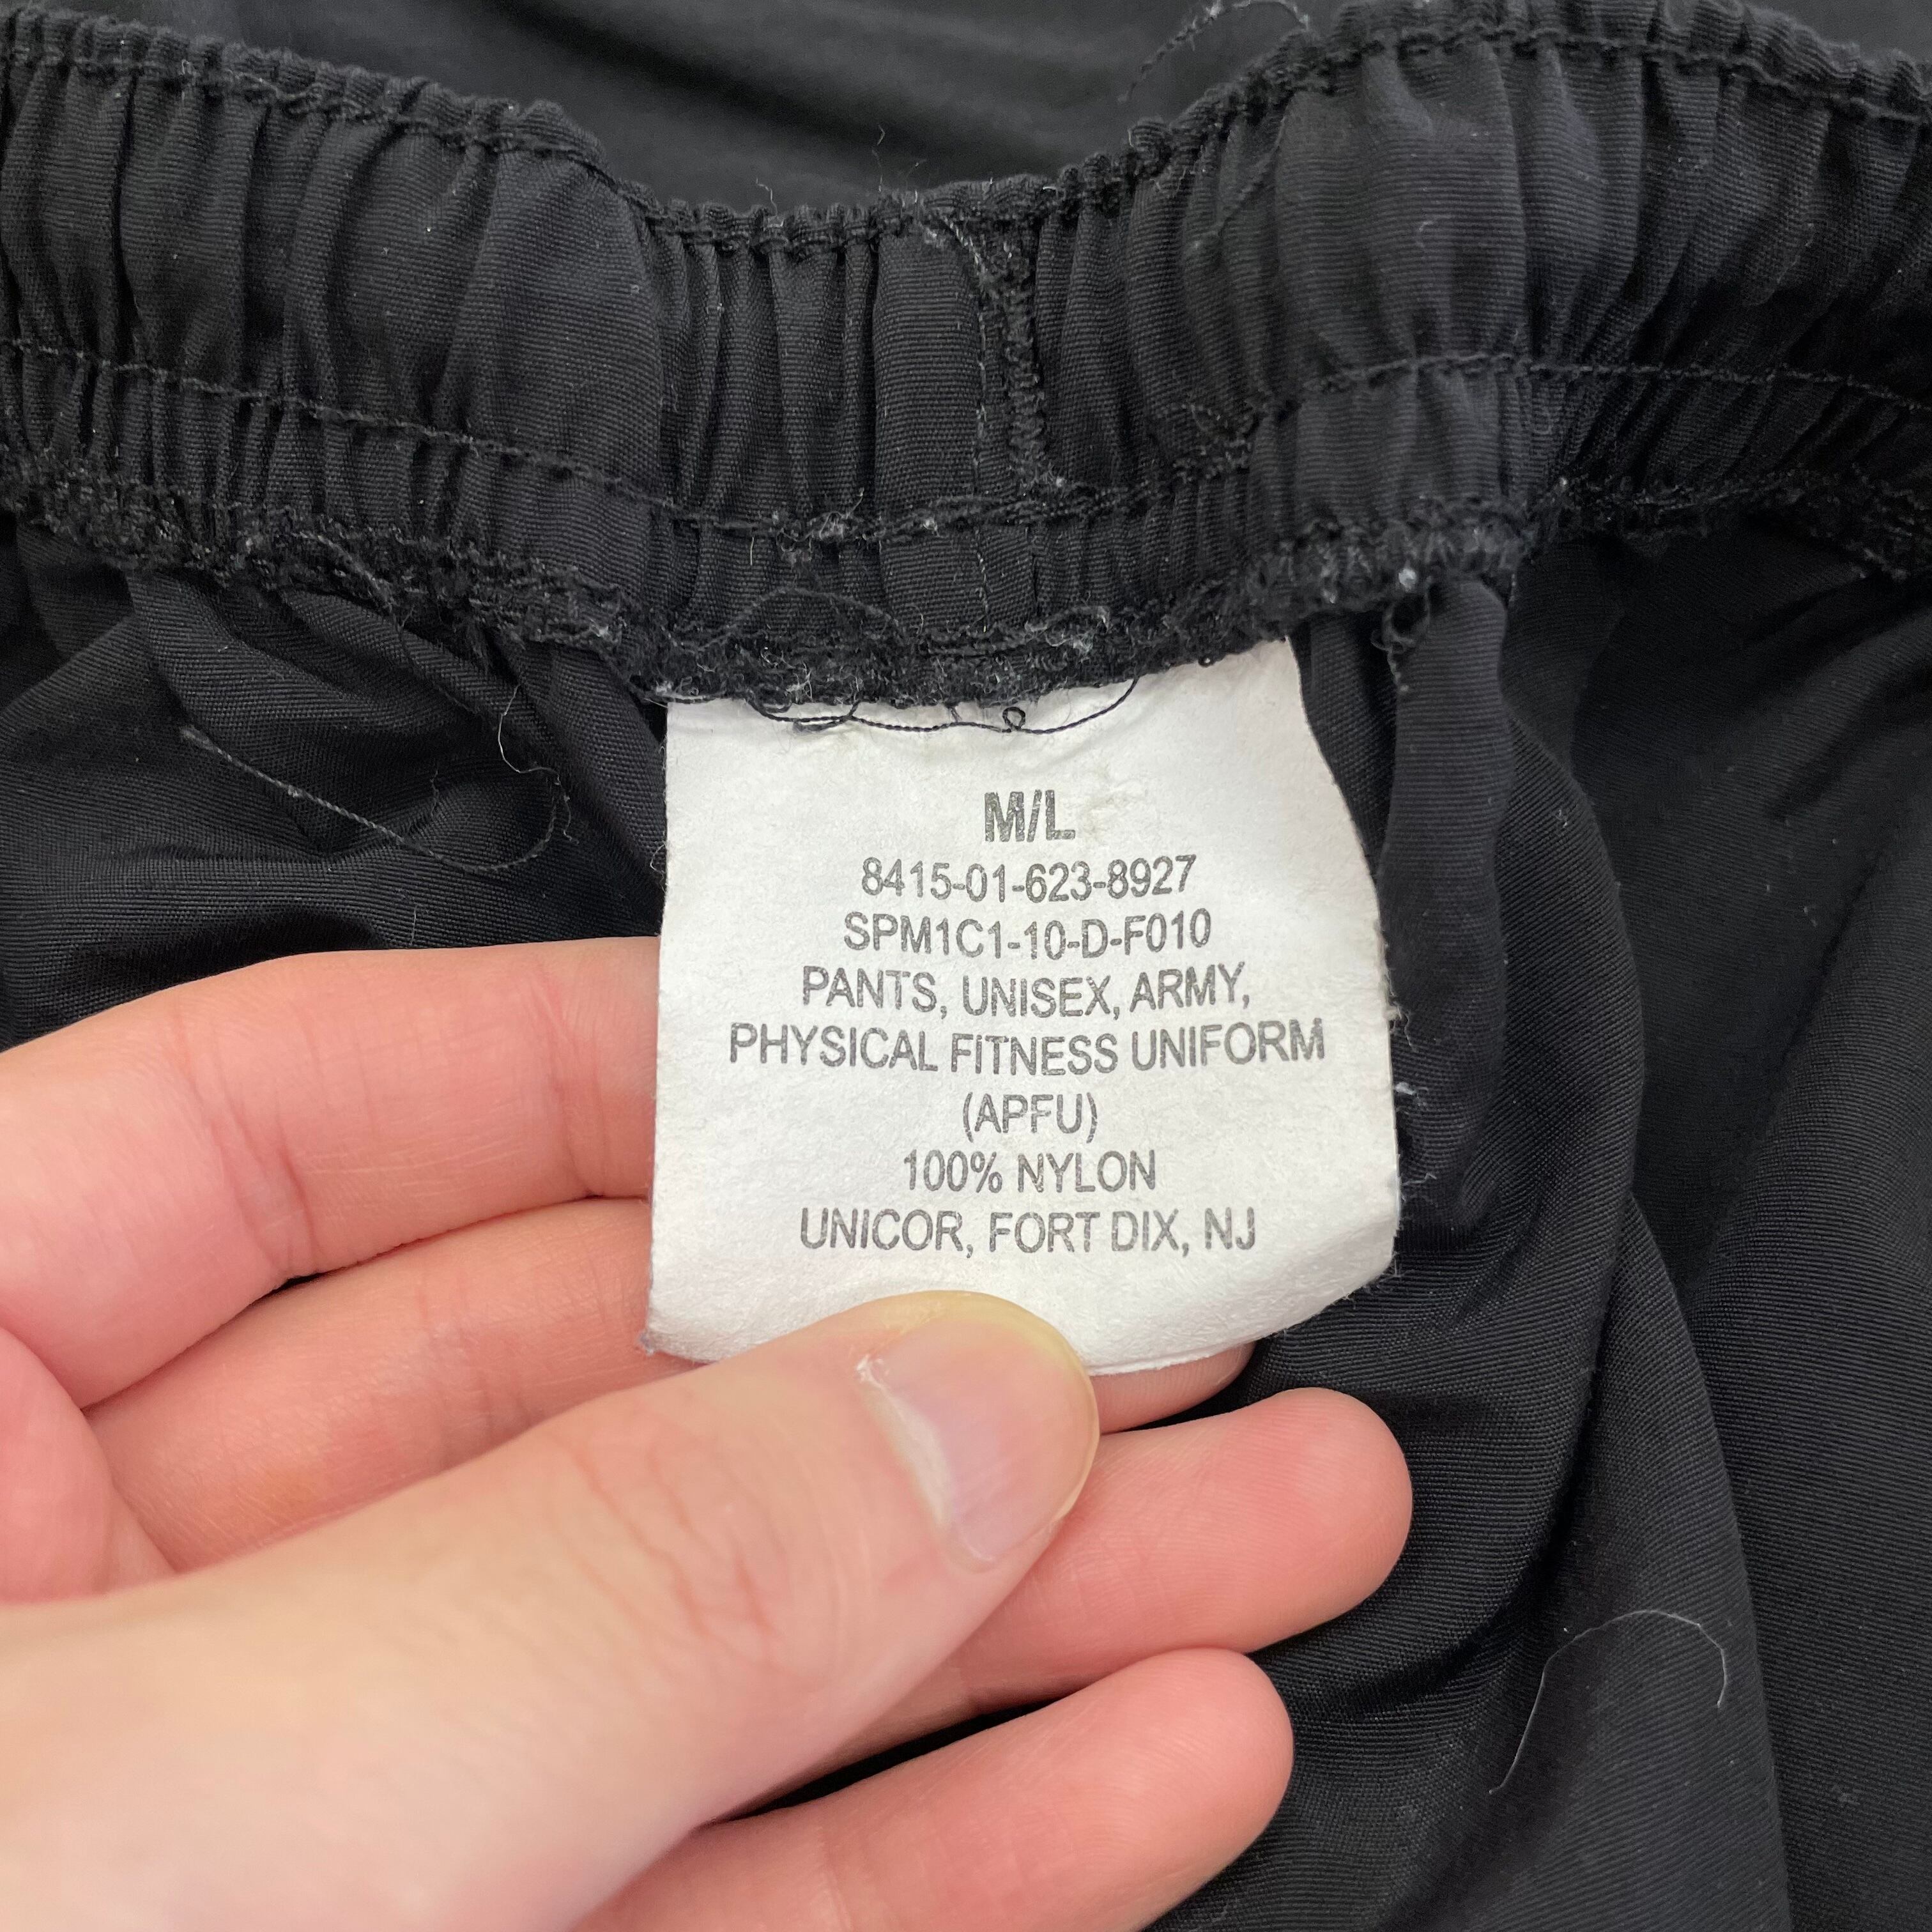 M/L
8415-01-623-8927
SPM1C1-10-D-F010
PANTS, UNISEX, ARMY,
PHYSICAL FITNESS UNIFORM
(APFU)
100% NYLON
UNICOR, FORT DIX, NJ